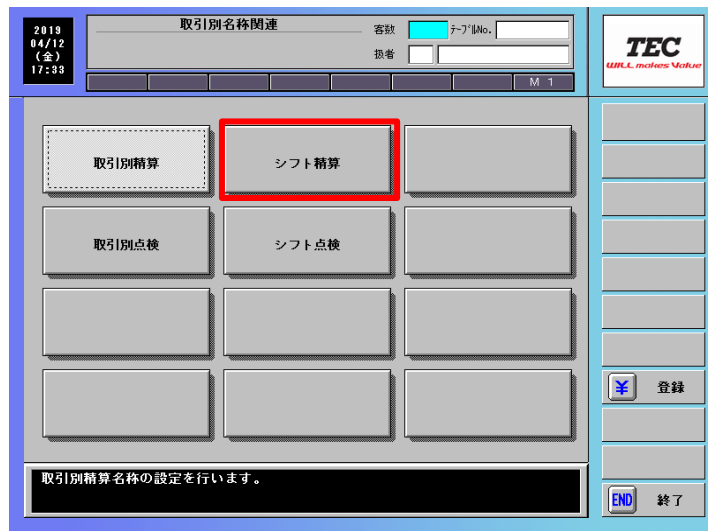 2019
04/12
(金)
17:33
取引別名称関連
客数
テーブルNo.
扱者
M 1
TEC
WILL makes Value
取引別精算
シフト精算
取引別点検
シフト点検
¥ 登録
取引別精算名称の設定を行います。
END 終了